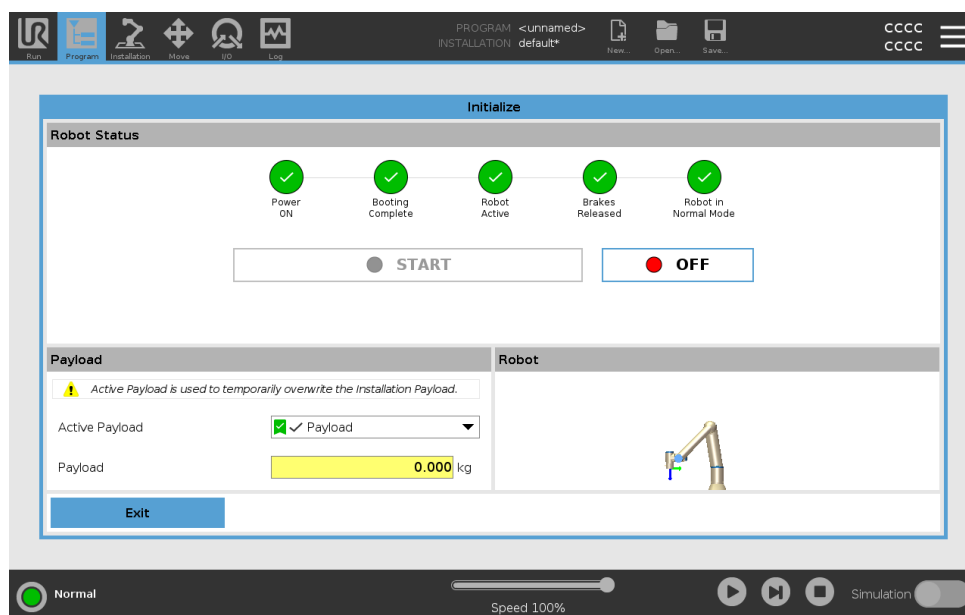 PROGRAM <unnamed>
INSTALLATION default*
CCCC
CCCC
UR
Run
Program
Installation
Move
I/O
Log
New...
Open...
Save...
Initialize
Robot Status
Power
ON
Booting
Complete
Robot
Active
Brakes
Released
Robot in
Normal Mode
START
OFF
Payload
Robot
Active Payload is used to temporarily overwrite the Installation Payload.
Active Payload
Payload
Payload
0.000 kg
Exit
Normal
Speed 100%
Simulation